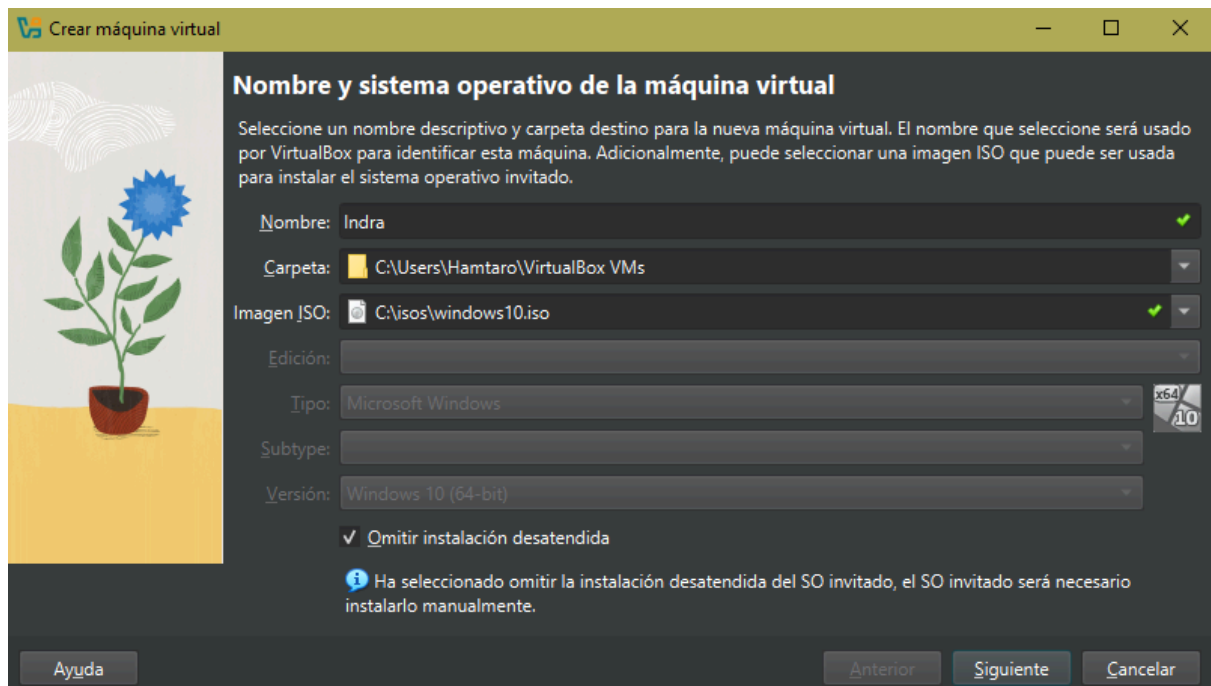 Crear máquina virtual
Nombre y sistema operativo de la máquina virtual
Seleccione un nombre descriptivo y carpeta destino para la nueva máquina virtual. El nombre que seleccione será usado
por VirtualBox para identificar esta máquina. Adicionalmente, puede seleccionar una imagen ISO que puede ser usada
para instalar el sistema operativo invitado.
Nombre: Indra
Carpeta: C:\Users\Hamtaro\VirtualBox VMs
Imagen ISO: C:\isos\windows10.iso
Edición:
Tipo: Microsoft Windows
x64
10
Subtype:
Versión: Windows 10 (64-bit)
Omitir instalación desatendida
Ha seleccionado omitir la instalación desatendida del SO invitado, el SO invitado será necesario
instalarlo manualmente.
Ayuda Anterior Siguiente Cancelar